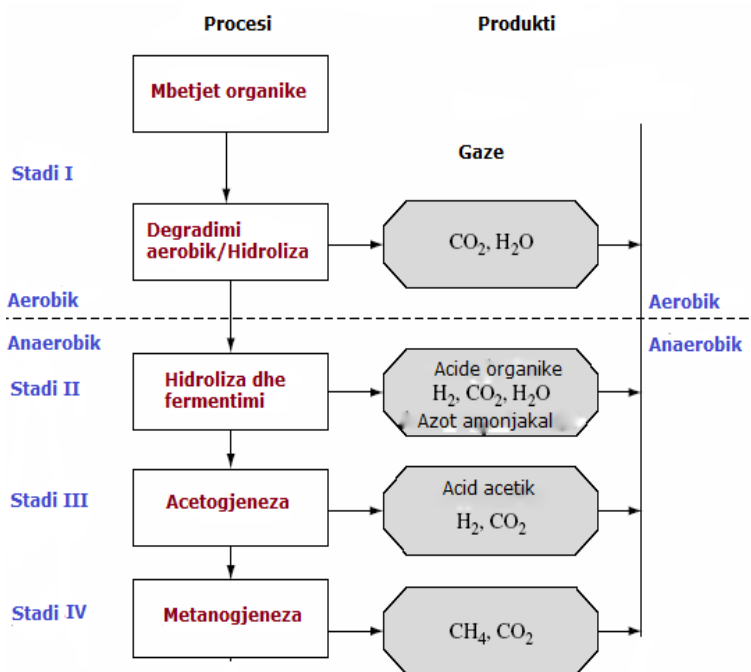 Procesi
Produkti
Mbetjet organike
Gaze
Stadi I
Degradimi
aerobik/Hidroliza
CO₂, H₂O
Aerobik
Aerobik
Anaerobik
Anaerobik
Stadi II
Hidroliza dhe
fermentimi
Acide organike
H₂, CO₂, H₂O
Azot amonjakal
Stadi III
Acetogjeneza
Acid acetik
H₂, CO₂
Stadi IV
Metanogjeneza
CH₄, CO₂